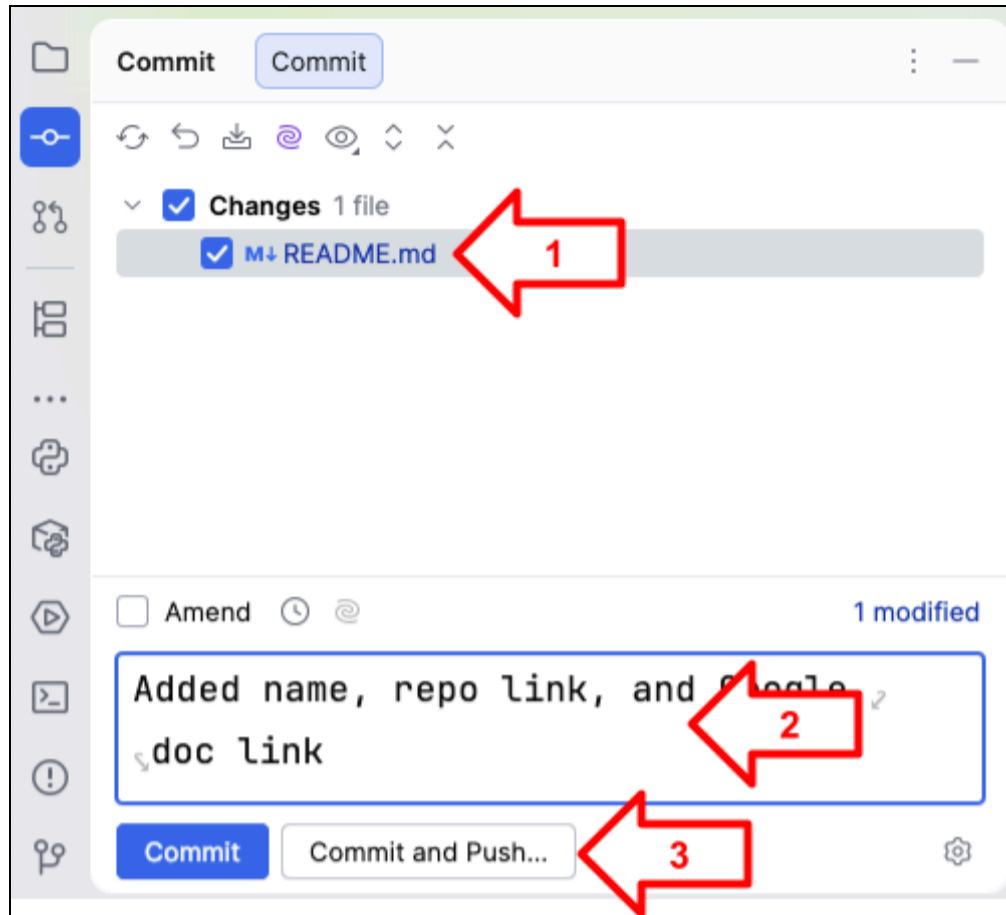 Commit Commit
Changes 1 file
M↓ README.md
1
Amend
1 modified
Added name, repo link, and Google
doc link
2
Commit
Commit and Push...
3